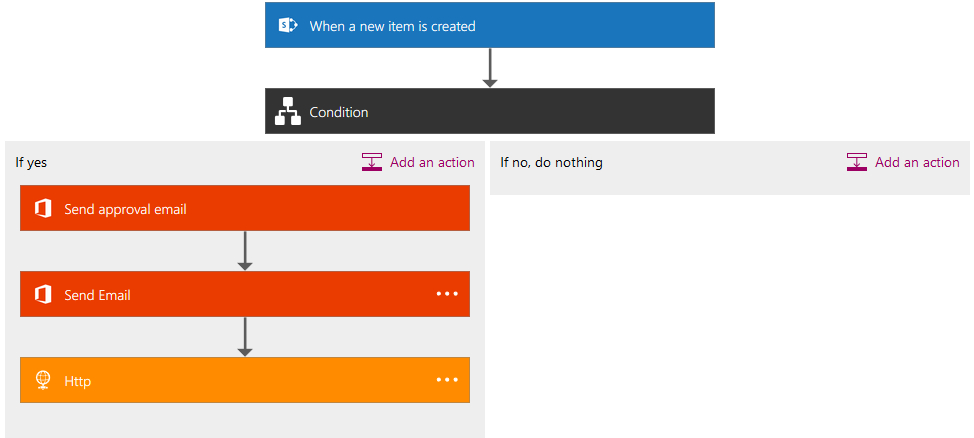 When a new item is created
Condition
If yes
Add an action
If no, do nothing
Add an action
Send approval email
Send Email
Http